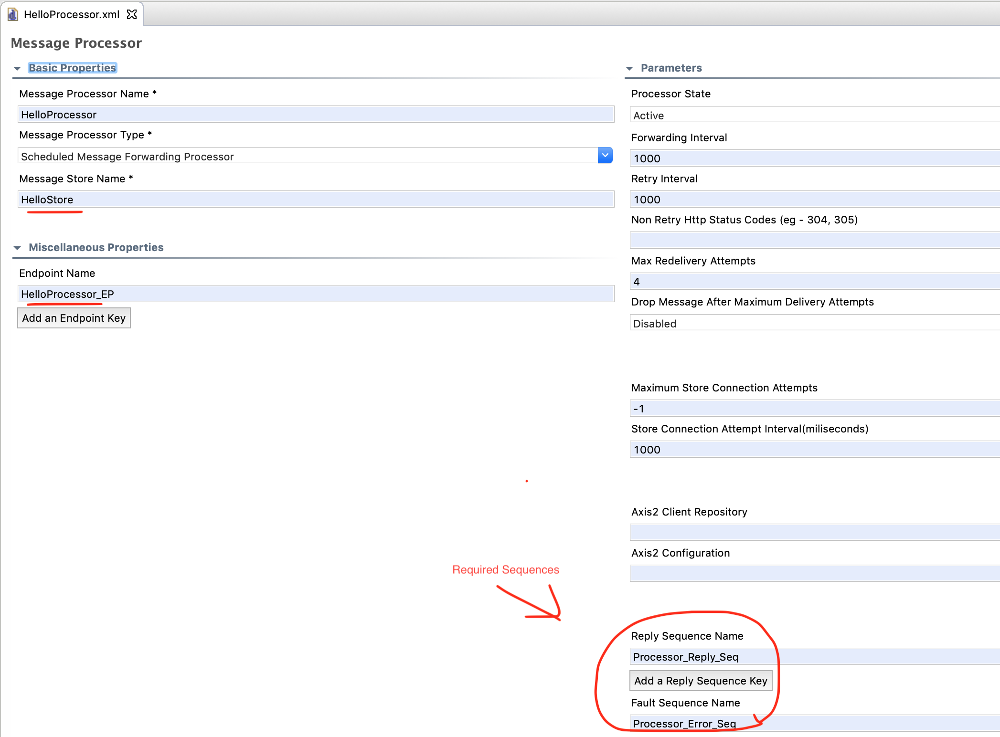 HelloProcessor.xml
Message Processor
Basic Properties
Message Processor Name *
HelloProcessor
Message Processor Type *
Scheduled Message Forwarding Processor
Message Store Name *
HelloStore
Miscellaneous Properties
Endpoint Name
HelloProcessor_EP
Add an Endpoint Key
Required Sequences
Parameters
Processor State
Active
Forwarding Interval
1000
Retry Interval
1000
Non Retry Http Status Codes (eg - 304, 305)
Max Redelivery Attempts
4
Drop Message After Maximum Delivery Attempts
Disabled
Maximum Store Connection Attempts
-1
Store Connection Attempt Interval(miliseconds)
1000
Axis2 Client Repository
Axis2 Configuration
Reply Sequence Name
Processor_Reply_Seq
Add a Reply Sequence Key
Fault Sequence Name
Processor_Error_Seq